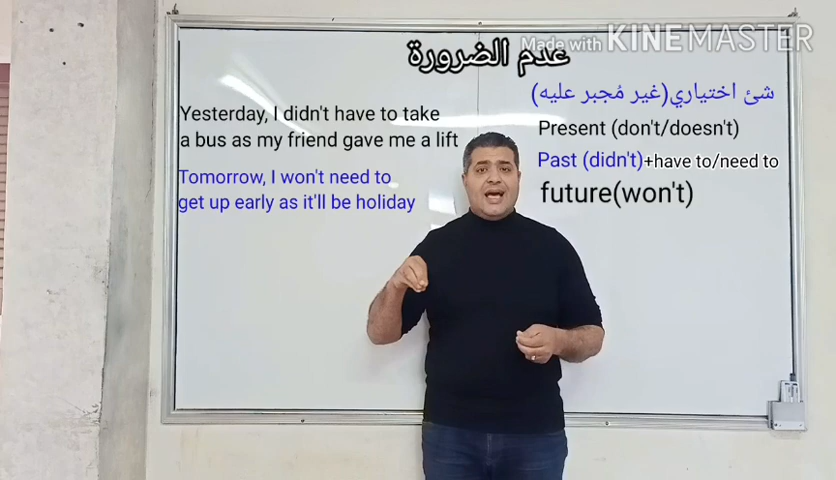 عدم الضرورة
Made with KINEMASTER
Yesterday, I didn't have to take
a bus as my friend gave me a lift
Tomorrow, I won't need to
get up early as it'll be holiday
شئ اختياري(غير مُجبر عليه)
Present (don't/doesn't)
Past (didn't)+have to/need to
future(won't)